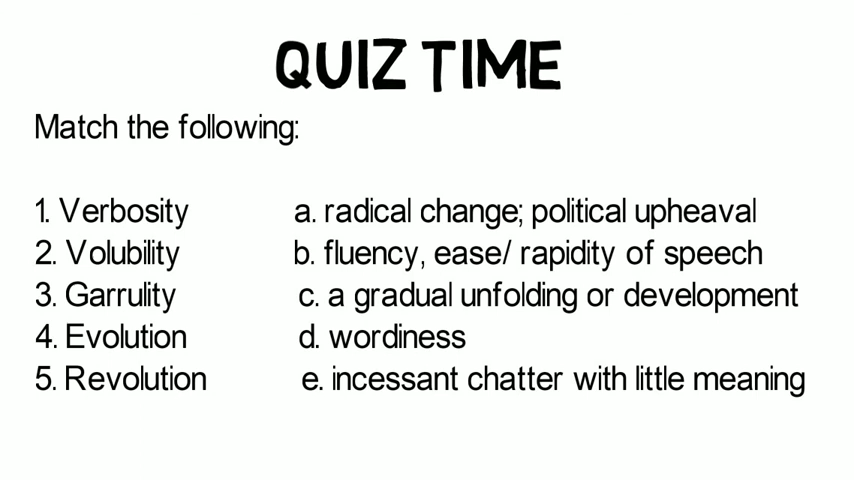 QUIZ TIME
Match the following:
1. Verbosity a. radical change; political upheaval
2. Volubility b. fluency, ease/ rapidity of speech
3. Garrulity c. a gradual unfolding or development
4. Evolution d. wordiness
5. Revolution e. incessant chatter with little meaning